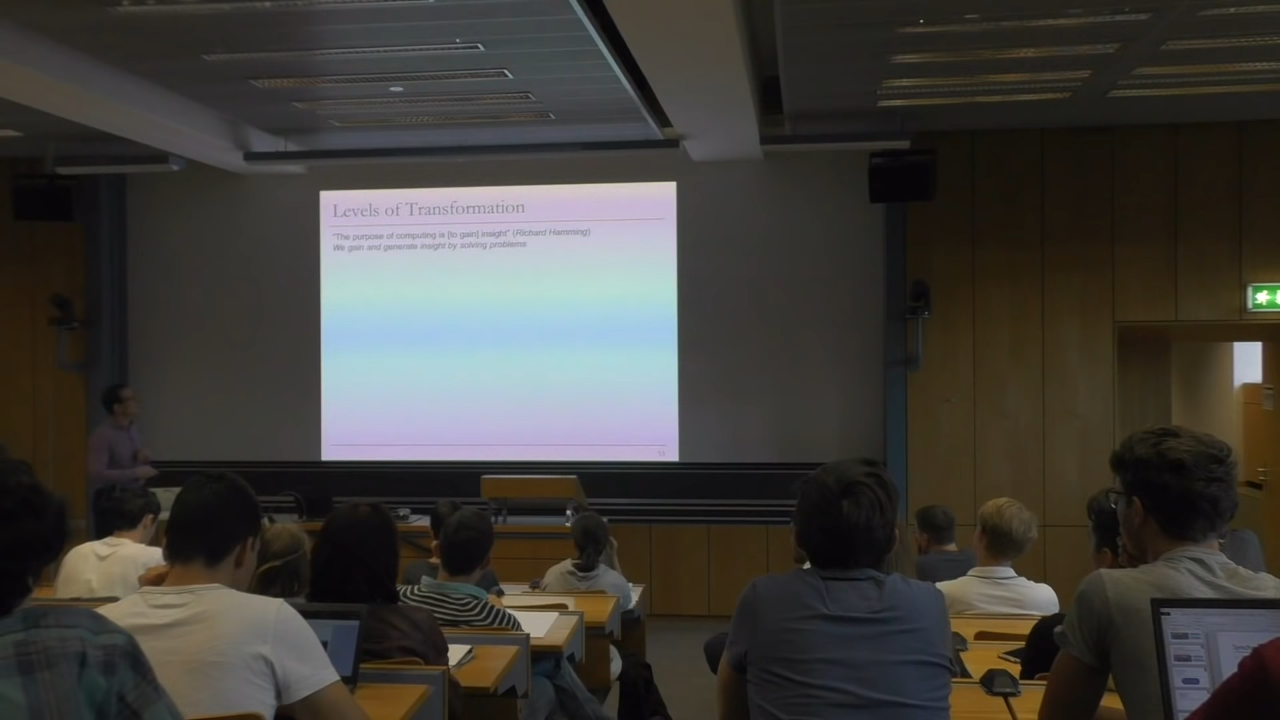 Levels of Transformation
"The purpose of computing is [to gain] insight" (Richard Hamming)
We gain and generate insight by solving problems